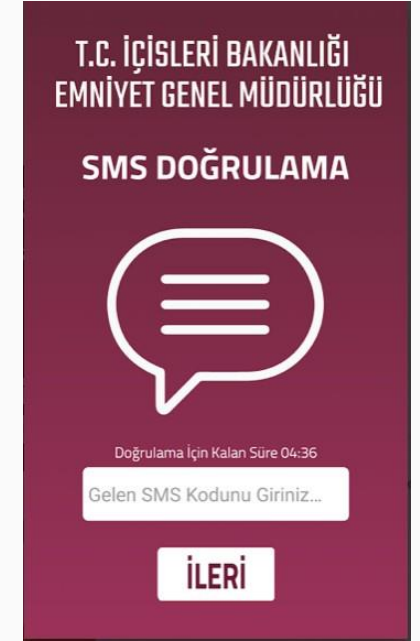 T.C. İÇİSLERİ BAKANLIĞI
EMNİYET GENEL MÜDÜRLÜĞÜ
SMS DOĞRULAMA
Doğrulama İçin Kalan Süre 04:36
Gelen SMS Kodunu Giriniz...
İLERİ